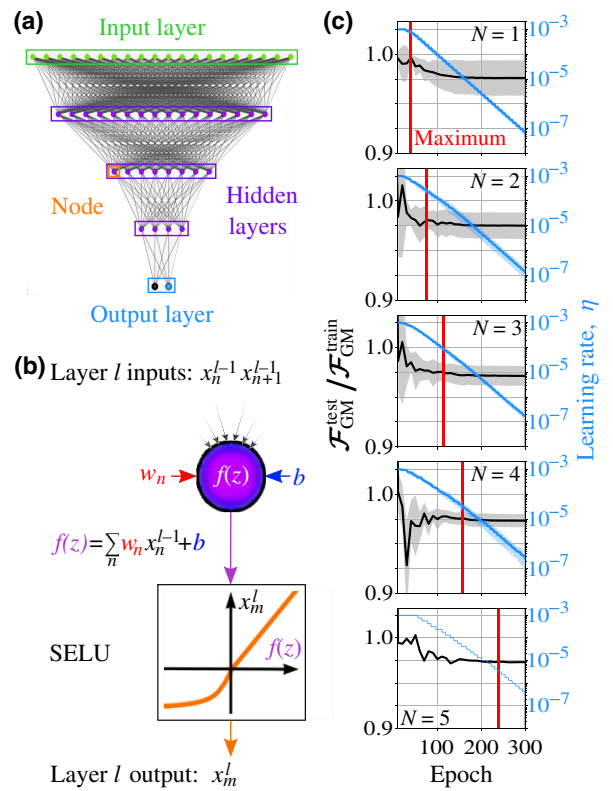 (a)
Input layer
Node
Hidden
layers
Output layer
(b)
Layer l inputs: x_n^{l−1} x_{n+1}^{l−1}
w_n
f(z)
b
f(z)=∑_n w_n x_n^{l−1}+b
SELU
x_m^l
f(z)
Layer l output: x_m^l
(c)
N = 1
1.0
0.9
Maximum
10^{−3}
10^{−5}
10^{−7}
N = 2
1.0
0.9
10^{−3}
10^{−5}
10^{−7}
N = 3
1.0
0.9
10^{−3}
10^{−5}
10^{−7}
N = 4
1.0
0.9
10^{−3}
10^{−5}
10^{−7}
N = 5
1.0
0.9
10^{−3}
10^{−5}
10^{−7}
100 200 300
Epoch
ℱ_GM^test / ℱ_GM^train
Learning rate, η